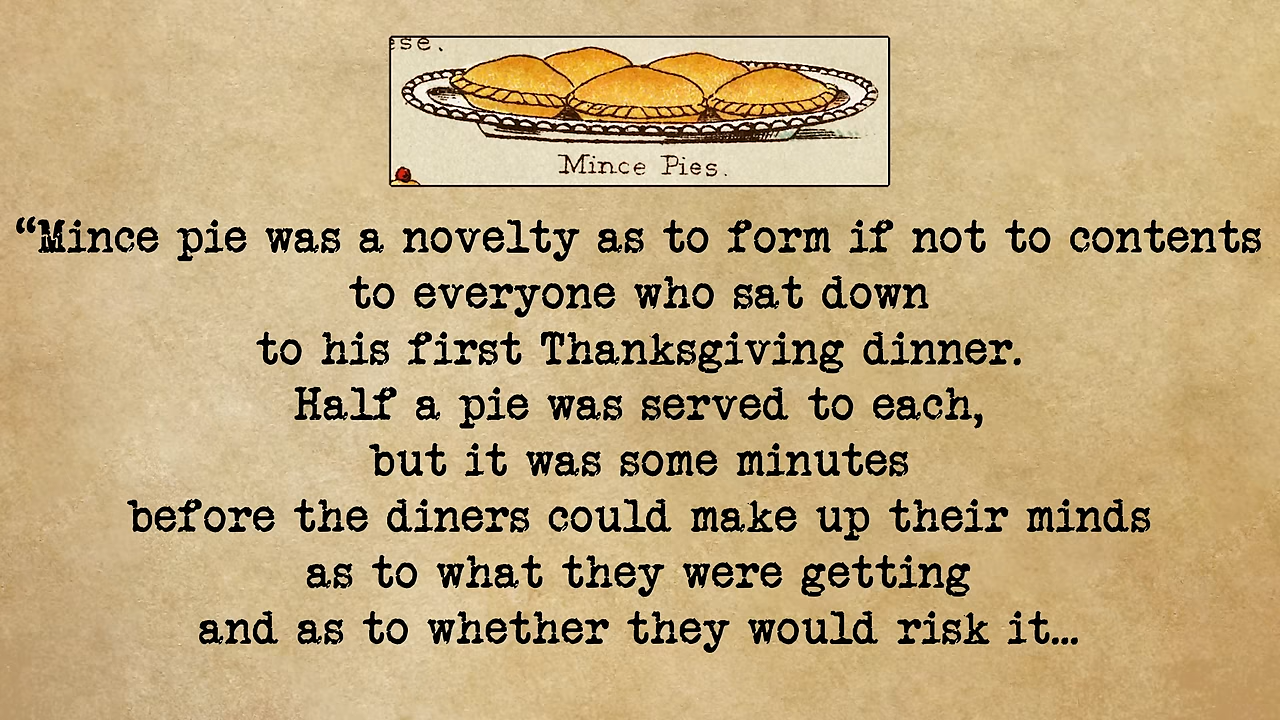 ese.
Mince Pies.
“Mince pie was a novelty as to form if not to contents
to everyone who sat down
to his first Thanksgiving dinner.
Half a pie was served to each,
but it was some minutes
before the diners could make up their minds
as to what they were getting
and as to whether they would risk it…